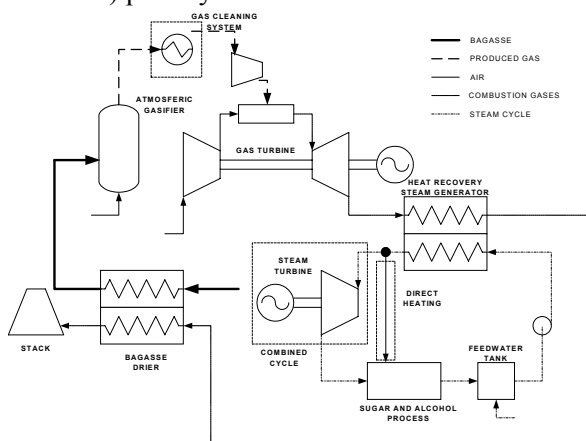 GAS CLEANING
SYSTEM
BAGASSE
PRODUCED GAS
AIR
COMBUSTION GASES
STEAM CYCLE
ATMOSFERIC
GASIFIER
GAS TURBINE
HEAT RECOVERY
STEAM GENERATOR
STEAM
TURBINE
DIRECT
HEATING
COMBINED
CYCLE
FEEDWATER
TANK
STACK
BAGASSE
DRIER
SUGAR AND ALCOHOL
PROCESS